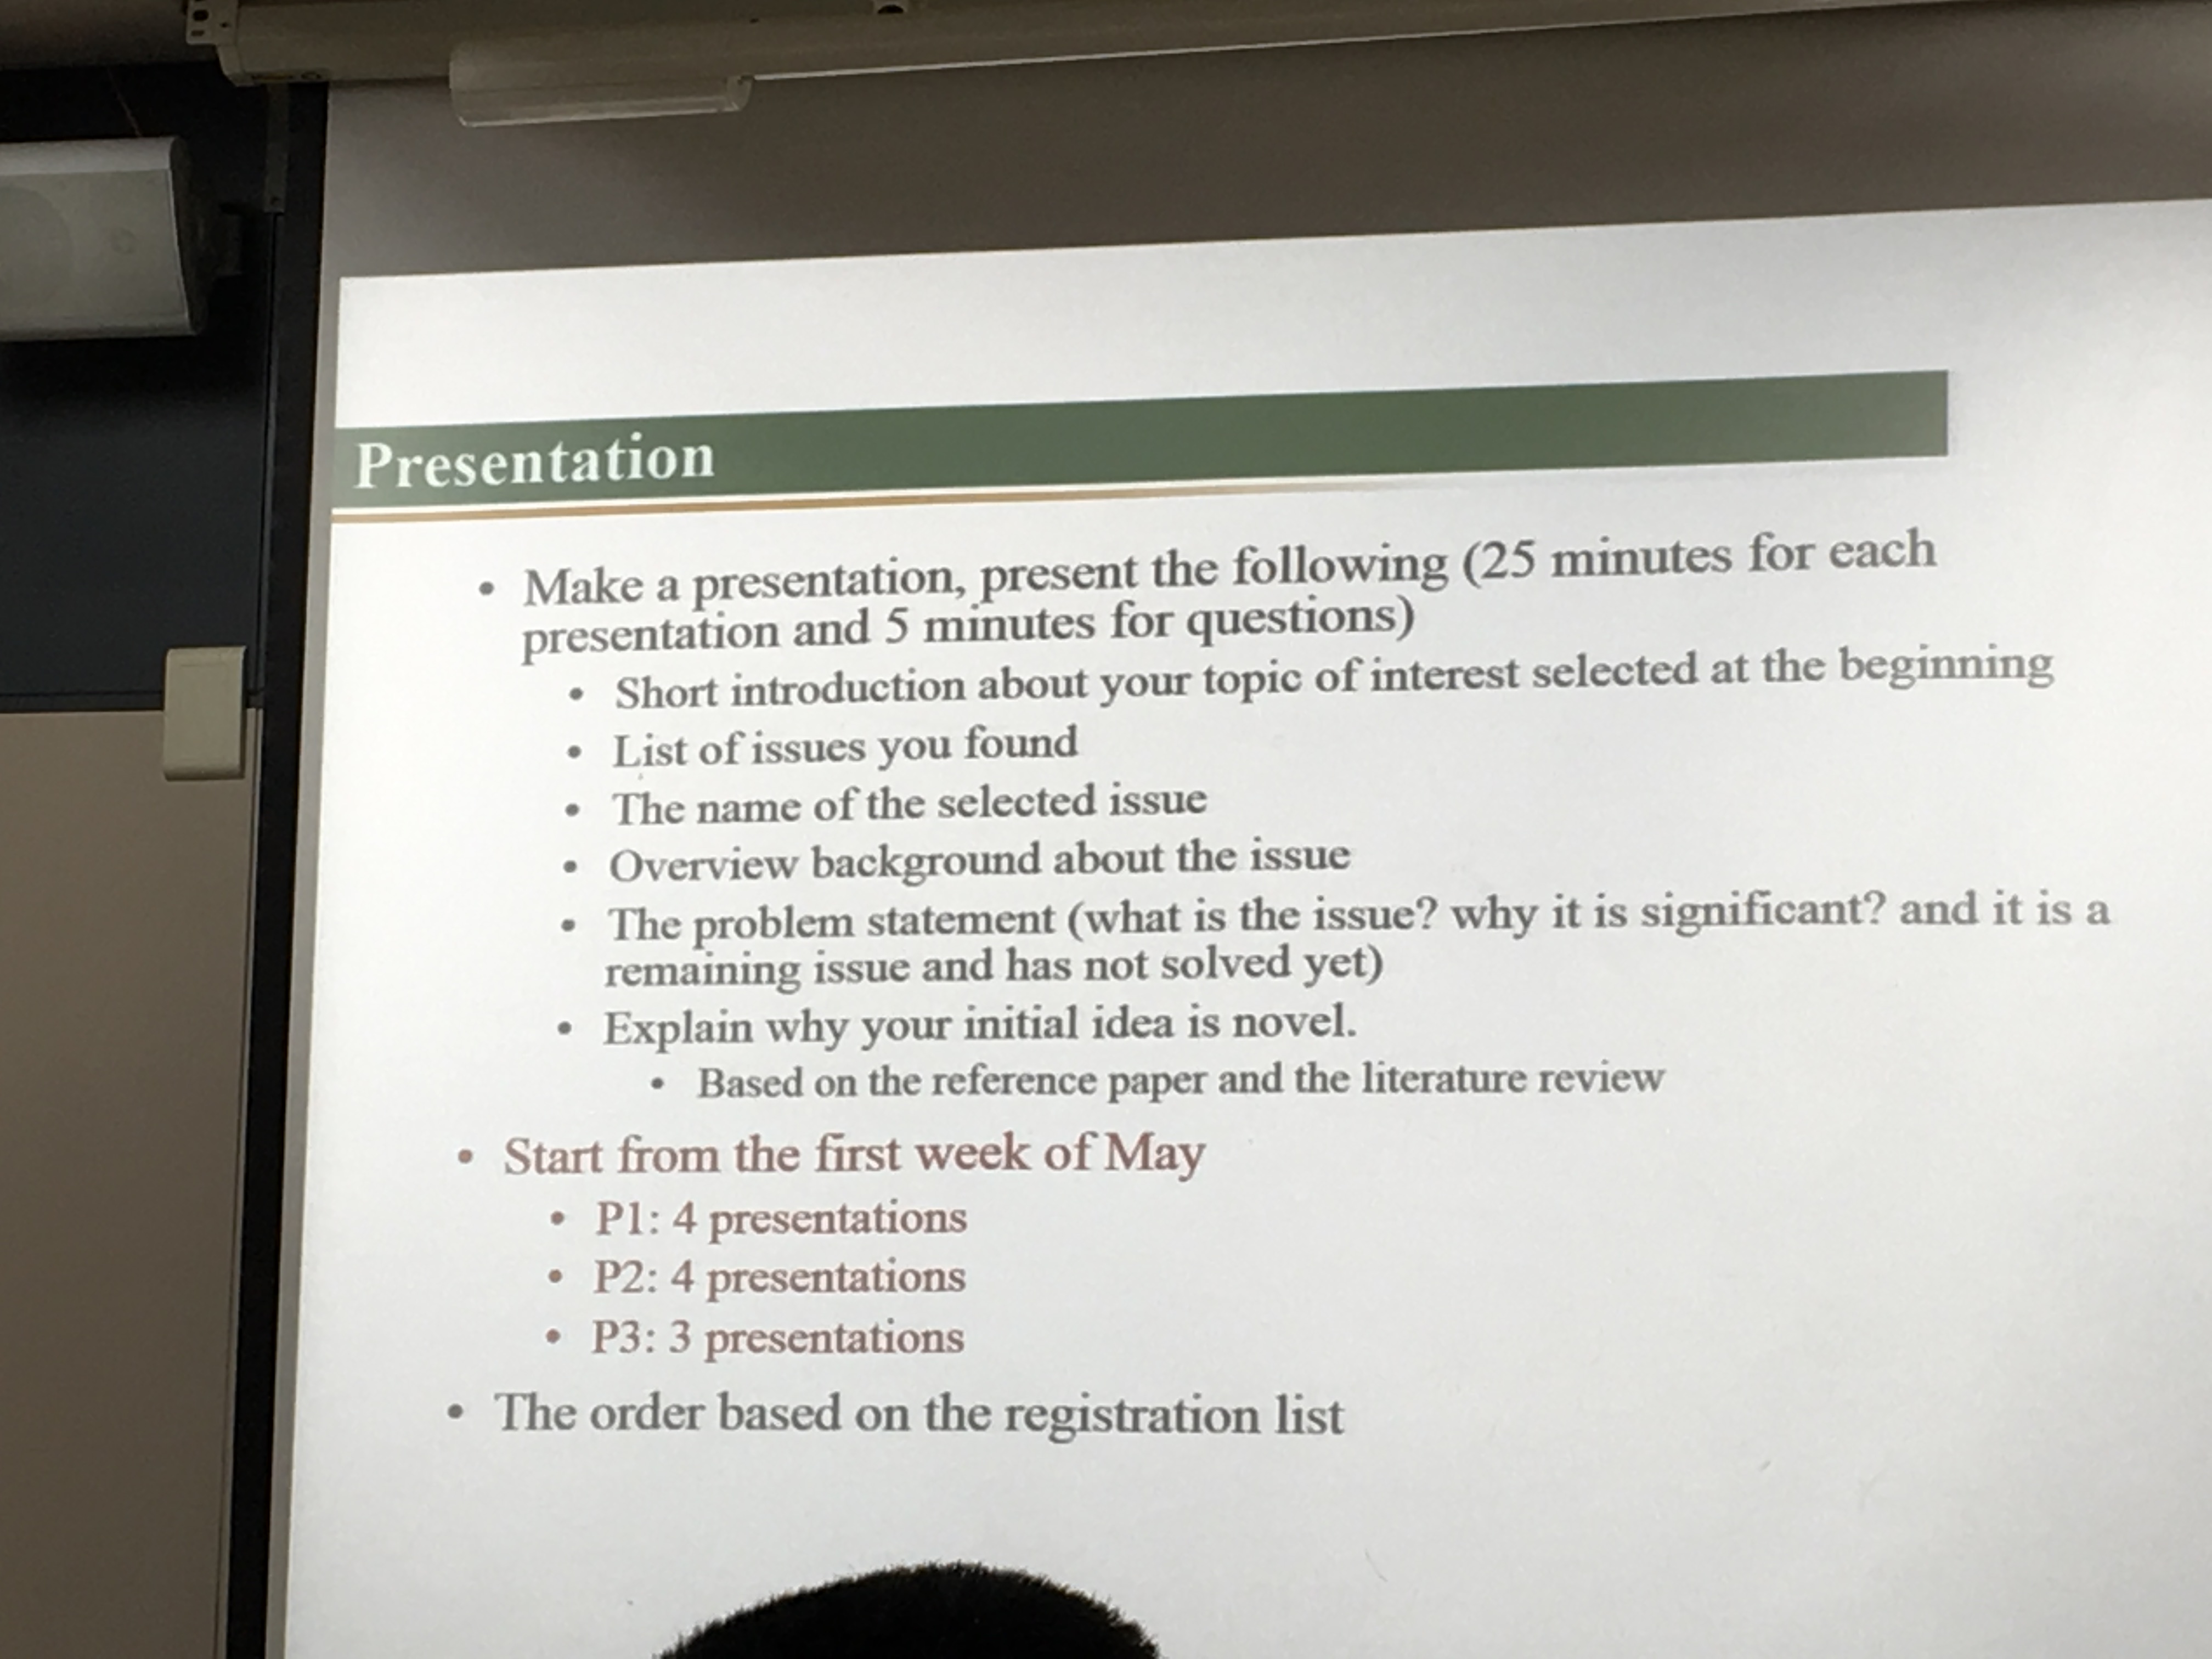 Presentation
• Make a presentation, present the following (25 minutes for each
presentation and 5 minutes for questions)
• Short introduction about your topic of interest selected at the beginning
• List of issues you found
• The name of the selected issue
• Overview background about the issue
• The problem statement (what is the issue? why it is significant? and it is a
remaining issue and has not solved yet)
• Explain why your initial idea is novel.
• Based on the reference paper and the literature review
• Start from the first week of May
• P1: 4 presentations
• P2: 4 presentations
• P3: 3 presentations
• The order based on the registration list